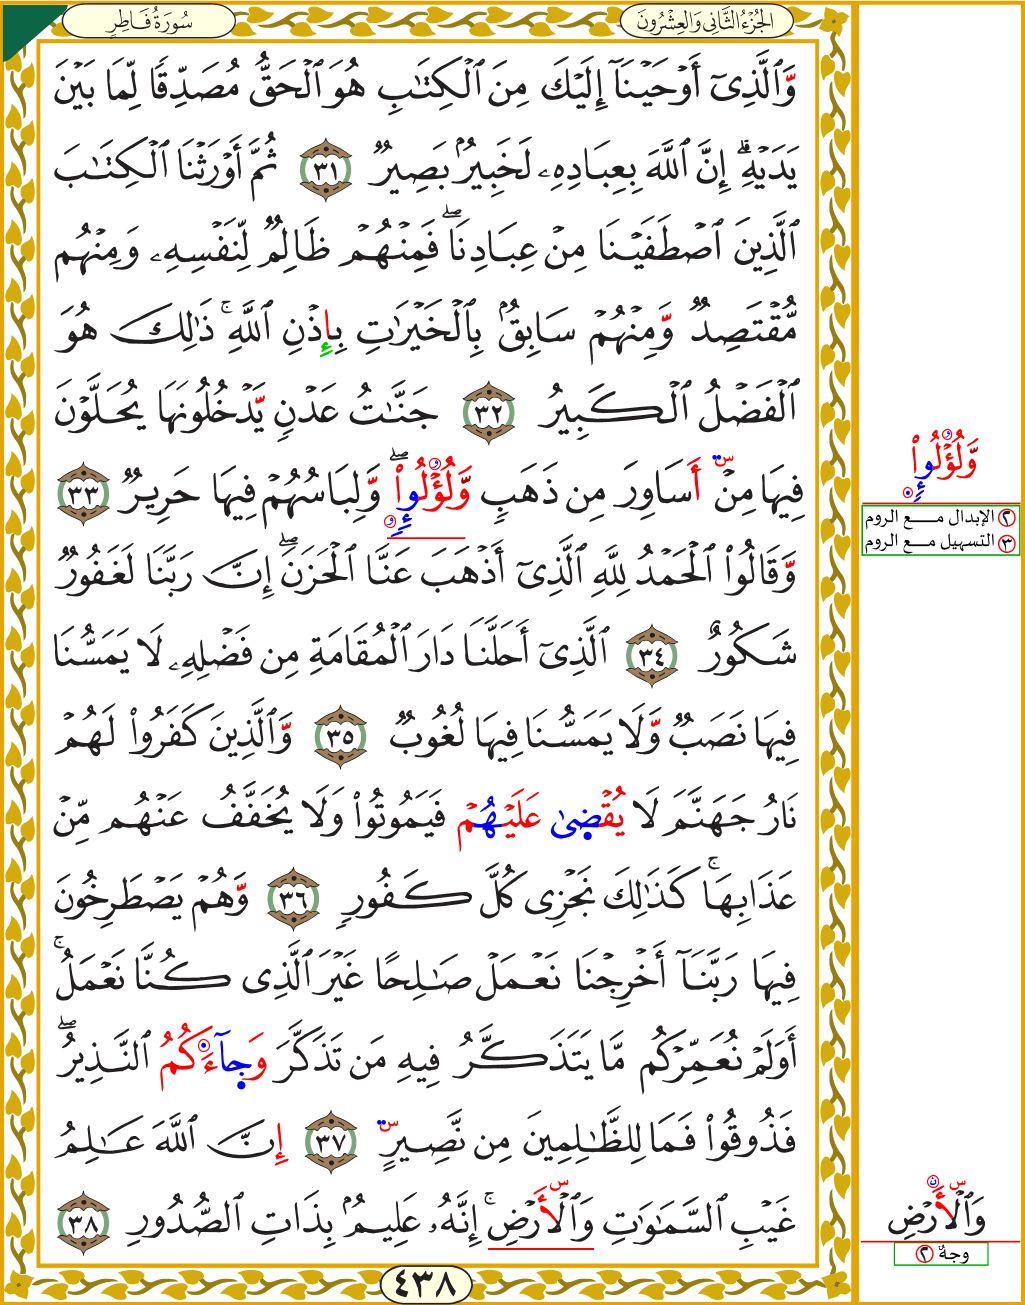 الجُزْءُ الثَّانِي وَالعِشْرُونَ
سُورَةُ فَاطِرٍ
وَّالَّذِىٓ أَوْحَيْنَآ إِلَيْكَ مِنَ ٱلْكِتَٰبِ هُوَ ٱلْحَقُّ مُصَدِّقًا لِّمَا بَيْنَ
يَدَيْهِۗ إِنَّ ٱللَّهَ بِعِبَادِهِۦ لَخَبِيرٌۢ بَصِيرٌ ٣١ ثُمَّ أَوْرَثْنَا ٱلْكِتَٰبَ
ٱلَّذِينَ ٱصْطَفَيْنَا مِنْ عِبَادِنَاۖ فَمِنْهُمْ ظَالِمٌ لِّنَفْسِهِۦ وَمِنْهُم
مُّقْتَصِدٌ وَّمِنْهُمْ سَابِقٌۢ بِٱلْخَيْرَٰتِ بِإِذْنِ ٱللَّهِۚ ذَٰلِكَ هُوَ
ٱلْفَضْلُ ٱلْكَبِيرُ ٣٢ جَنَّٰتُ عَدْنٍ يَّدْخُلُونَهَا يُحَلَّوْنَ
فِيهَا مِنْ أَسَاوِرَ مِن ذَهَبٍ وَّلُؤْلُوٕاْۖ وَّلِبَاسُهُمْ فِيهَا حَرِيرٌ ٣٣
وَّقَالُواْ ٱلْحَمْدُ لِلَّهِ ٱلَّذِىٓ أَذْهَبَ عَنَّا ٱلْحَزَنَۖ إِنَّ رَبَّنَا لَغَفُورٌ
شَكُورٌ ٣٤ ٱلَّذِىٓ أَحَلَّنَا دَارَ ٱلْمُقَامَةِ مِن فَضْلِهِۦ لَا يَمَسُّنَا
فِيهَا نَصَبٌ وَّلَا يَمَسُّنَا فِيهَا لُغُوبٌ ٣٥ وَّٱلَّذِينَ كَفَرُواْ لَهُمْ
نَارُ جَهَنَّمَ لَا يُقْضِىٰ عَلَيْهُمْ فَيَمُوتُواْ وَلَا يُخَفَّفُ عَنْهُم مِّنْ
عَذَابِهَاۚ كَذَٰلِكَ نَجْزِى كُلَّ كَفُورٍ ٣٦ وَّهُمْ يَصْطَرِخُونَ
فِيهَا رَبَّنَآ أَخْرِجْنَا نَعْمَلْ صَٰلِحًا غَيْرَ ٱلَّذِى كُنَّا نَعْمَلُۚ
أَوَلَمْ نُعَمِّرْكُم مَّا يَتَذَكَّرُ فِيهِ مَن تَذَكَّرَ وَجَآءَكُمُ ٱلنَّذِيرُۖ
فَذُوقُواْ فَمَا لِلظَّٰلِمِينَ مِن نَّصِيرٍ ٣٧ إِنَّ ٱللَّهَ عَٰلِمُ
غَيْبِ ٱلسَّمَٰوَٰتِ وَٱلْأَرْضِۚ إِنَّهُۥ عَلِيمٌۢ بِذَاتِ ٱلصُّدُورِ ٣٨
٤٣٨
وَّلُؤْلُوٕاْ
٢ الإبدال مع الروم
٣ التسهيل مع الروم
وَٱلْأَرْضِ
وجهٌ ٢